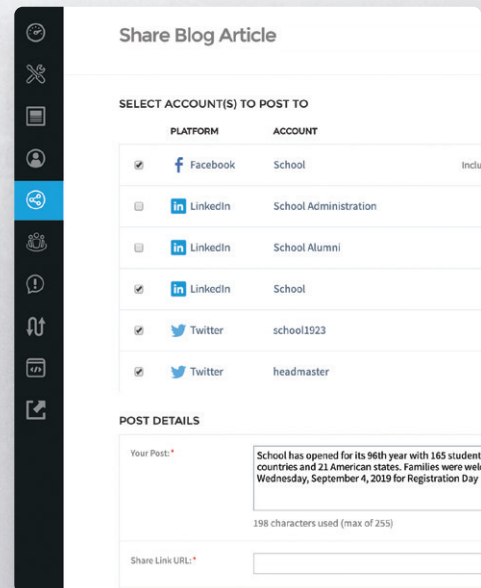 Share Blog Article
SELECT ACCOUNT(S) TO POST TO
PLATFORM ACCOUNT
Facebook School
in LinkedIn School Administration
in LinkedIn School Alumni
in LinkedIn School
Twitter school1923
Twitter headmaster
POST DETAILS
Your Post:* School has opened for its 96th year with 165 student
countries and 21 American states. Families were
Wednesday, September 4, 2019 for Registration Day
198 characters used (max of 255)
Share Link URL:*